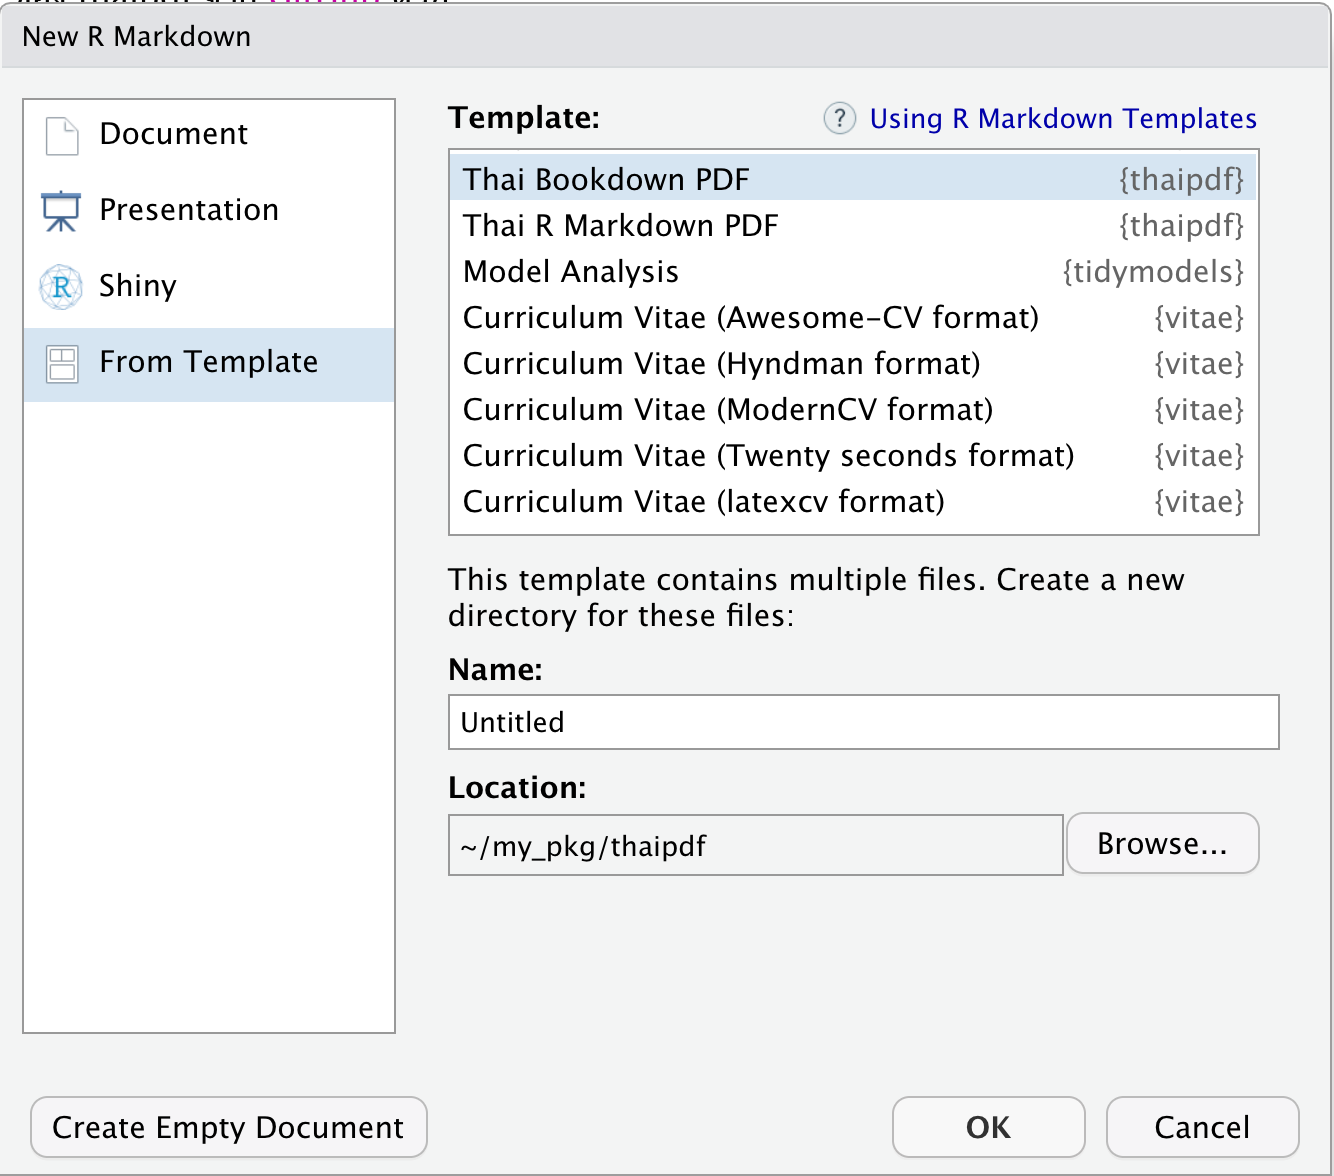 New R Markdown
Document
Presentation
R
Shiny
From Template
Template:
? Using R Markdown Templates
Thai Bookdown PDF {thaipdf}
Thai R Markdown PDF {thaipdf}
Model Analysis {tidymodels}
Curriculum Vitae (Awesome-CV format) {vitae}
Curriculum Vitae (Hyndman format) {vitae}
Curriculum Vitae (ModernCV format) {vitae}
Curriculum Vitae (Twenty seconds format) {vitae}
Curriculum Vitae (latexcv format) {vitae}
This template contains multiple files. Create a new
directory for these files:
Name:
Untitled
Location:
~/my_pkg/thaipdf
Browse...
Create Empty Document
OK
Cancel